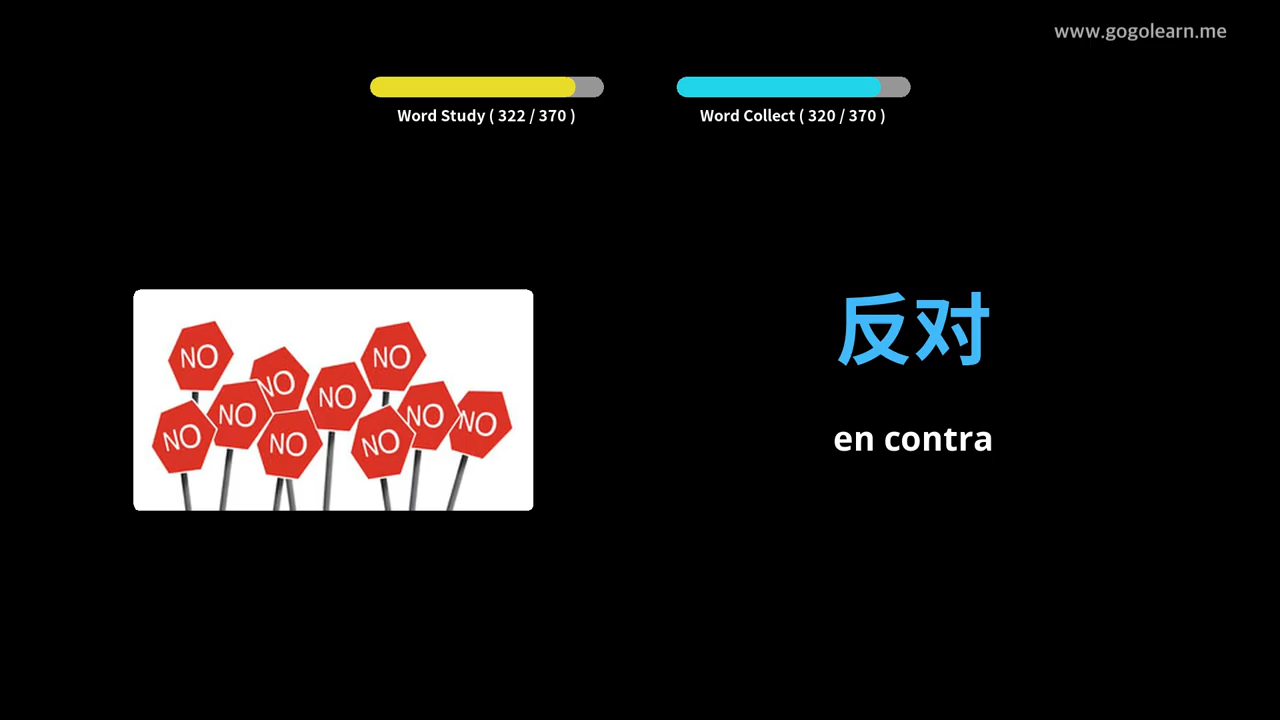 www.gogolearn.me
Word Study ( 322 / 370 )
Word Collect ( 320 / 370 )
反对
en contra
NO
NO
NO
NO
NO
NO
NO
NO
NO
NO